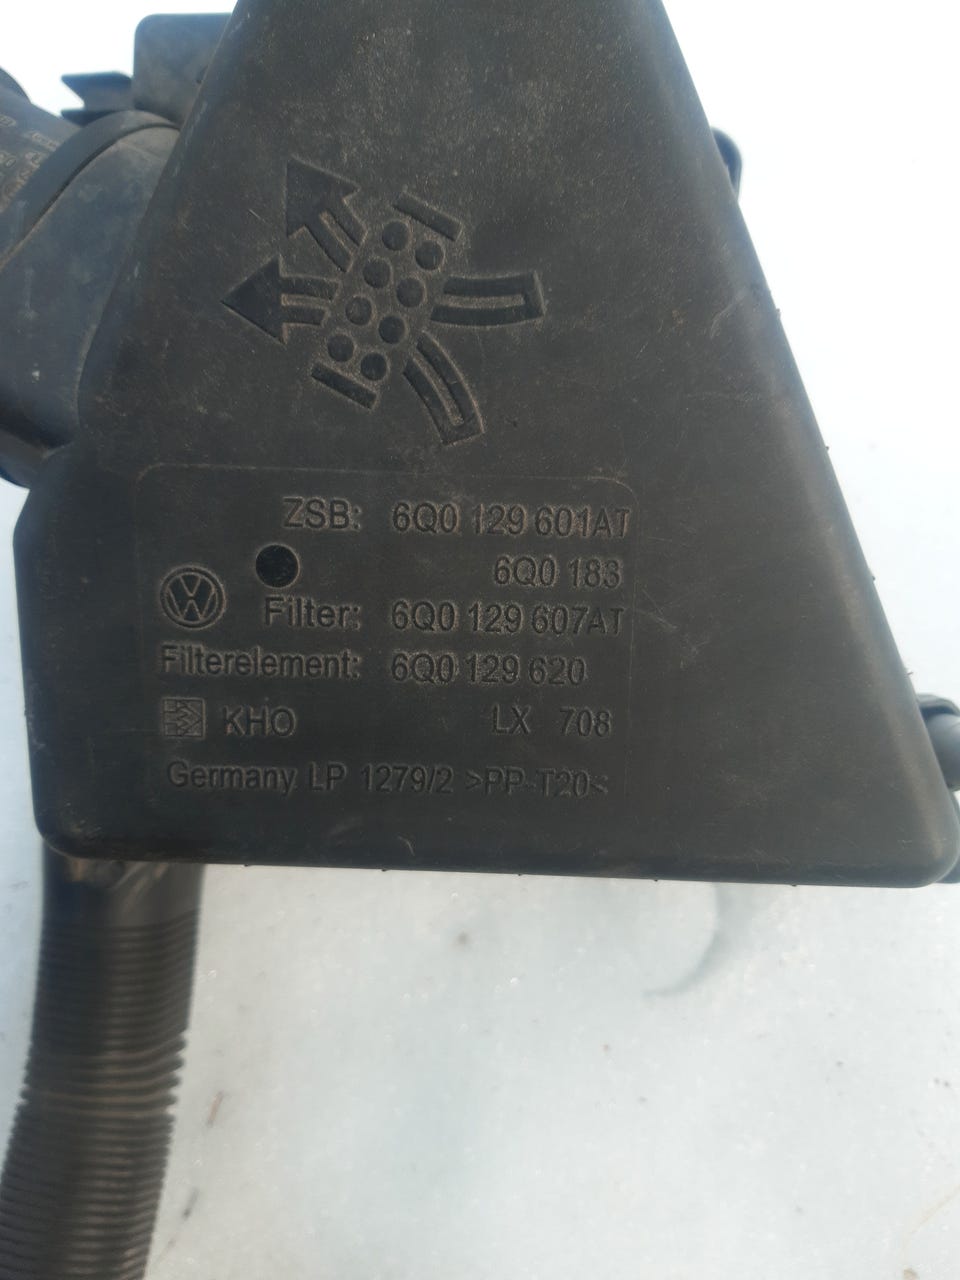 ZSB: 6Q0 129 601AT
6Q0 183
Filter: 6Q0 129 607AT
Filterelement: 6Q0 129 620
KHO LX 708
Germany LP 1279/2 >PP-T20<